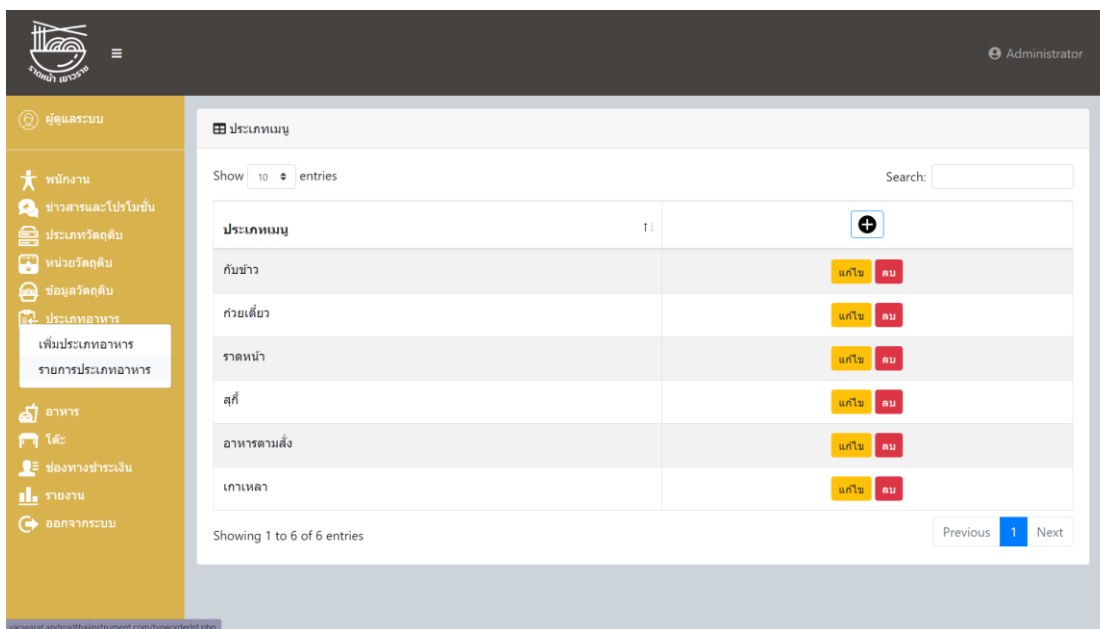 ราดหน้า เยาวราช
Administrator
ผู้ดูแลระบบ
พนักงาน
ข่าวสารและโปรโมชั่น
ประเภทวัตถุดิบ
หน่วยวัตถุดิบ
ข้อมูลวัตถุดิบ
ประเภทอาหาร
เพิ่มประเภทอาหาร
รายการประเภทอาหาร
อาหาร
โต๊ะ
ช่องทางชำระเงิน
รายงาน
ออกจากระบบ
ประเภทเมนู
Show 10 entries
Search:
ประเภทเมนู
กับข้าว แก้ไข ลบ
ก๋วยเตี๋ยว แก้ไข ลบ
ราดหน้า แก้ไข ลบ
สุกี้ แก้ไข ลบ
อาหารตามสั่ง แก้ไข ลบ
เกาเหลา แก้ไข ลบ
Showing 1 to 6 of 6 entries
Previous 1 Next
yaowarat.androidthaiinstrument.com/typeorderlst.php